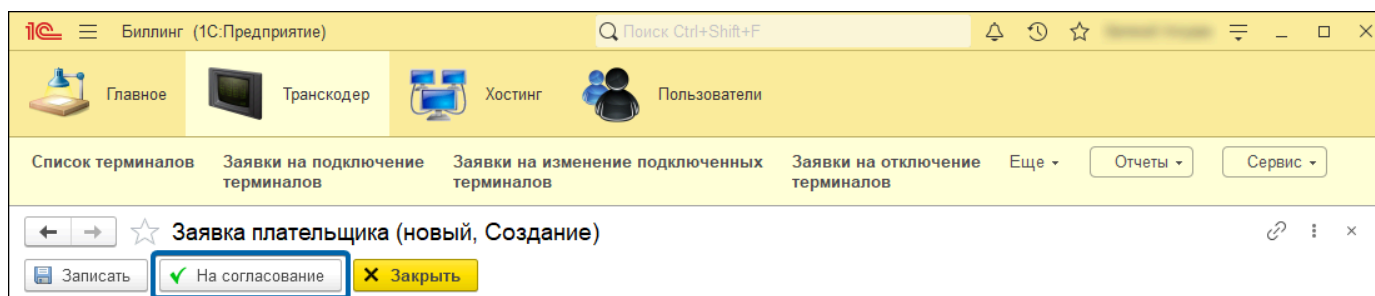 1С Биллинг (1С:Предприятие) Поиск Ctrl+Shift+F
Главное Транскодер Хостинг Пользователи
Список терминалов Заявки на подключение терминалов Заявки на изменение подключенных терминалов Заявки на отключение терминалов Еще Отчеты Сервис
Заявка плательщика (новый, Создание)
Записать На согласование Закрыть